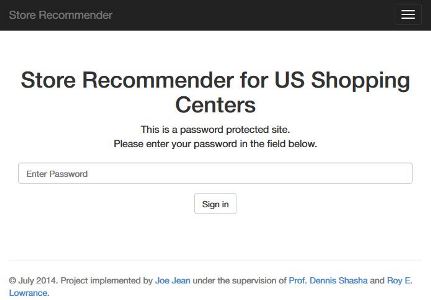 Store Recommender
Store Recommender for US Shopping
Centers
This is a password protected site.
Please enter your password in the field below.
Enter Password
Sign in
© July 2014. Project implemented by Joe Jean under the supervision of Prof. Dennis Shasha and Roy E.
Lowrance.